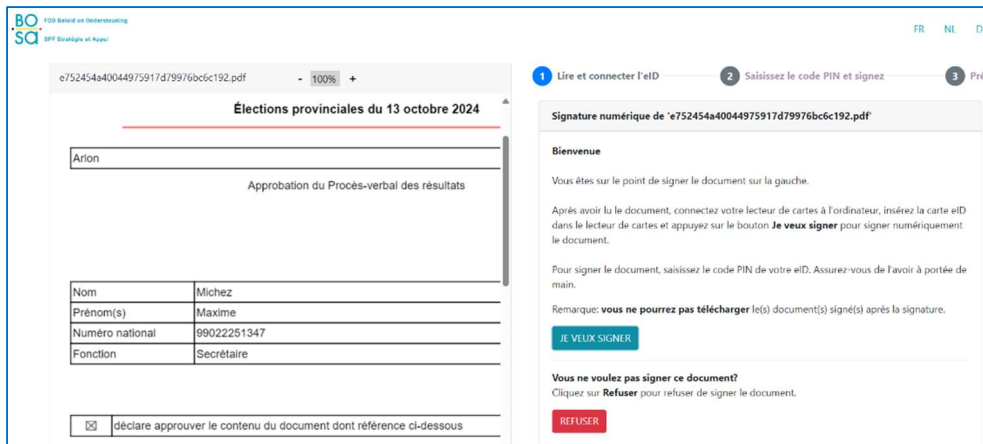 BOSA
FOD Beleid en Ondersteuning
SPF Stratégie et Appui
FR NL D
e752454a40044975917d79976bc6c192.pdf - 100% +
Élections provinciales du 13 octobre 2024
Arlon
Approbation du Procès-verbal des résultats
Nom Michez
Prénom(s) Maxime
Numéro national 99022251347
Fonction Secrétaire
☒ déclare approuver le contenu du document dont référence ci-dessous
1 Lire et connecter l'eID 2 Saisissez le code PIN et signez 3 Pré
Signature numérique de 'e752454a40044975917d79976bc6c192.pdf'
Bienvenue
Vous êtes sur le point de signer le document sur la gauche.
Après avoir lu le document, connectez votre lecteur de cartes à l'ordinateur, insérez la carte eID
dans le lecteur de cartes et appuyez sur le bouton Je veux signer pour signer numériquement
le document.
Pour signer le document, saisissez le code PIN de votre eID. Assurez-vous de l'avoir à portée de
main.
Remarque: vous ne pourrez pas télécharger le(s) document(s) signé(s) après la signature.
JE VEUX SIGNER
Vous ne voulez pas signer ce document?
Cliquez sur Refuser pour refuser de signer le document.
REFUSER